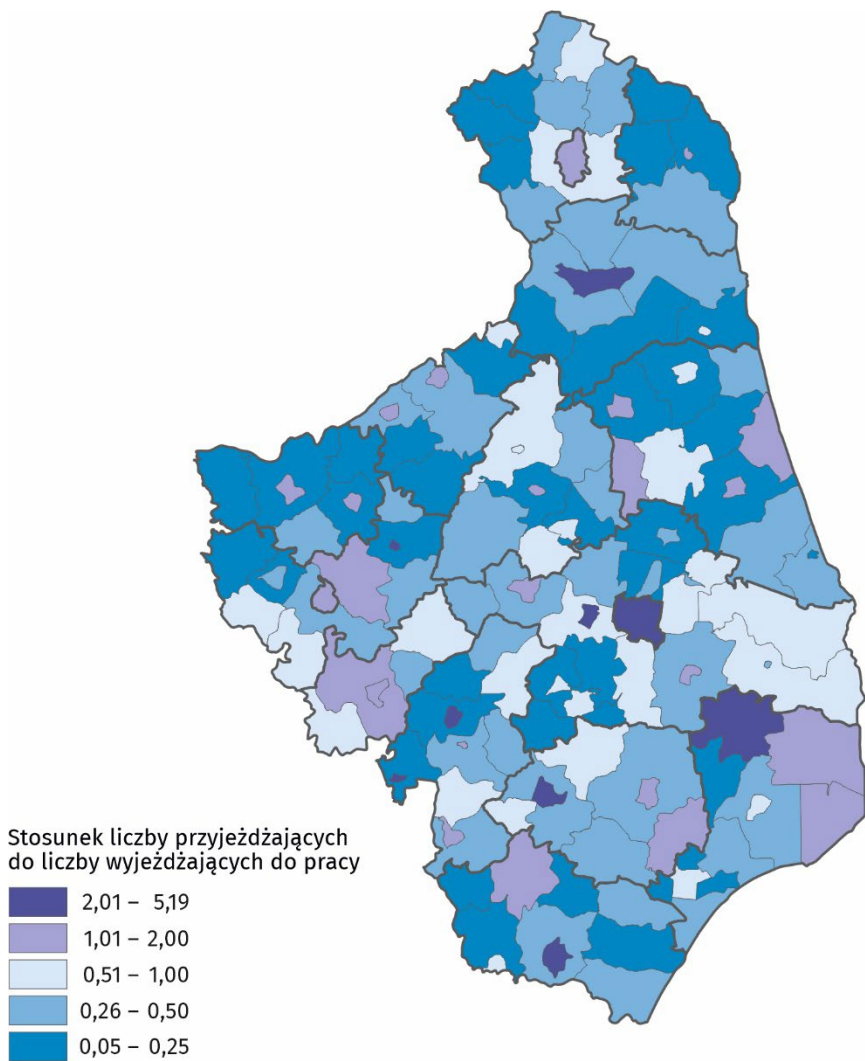 Stosunek liczby przyjeżdżających
do liczby wyjeżdżających do pracy
2,01 – 5,19
1,01 – 2,00
0,51 – 1,00
0,26 – 0,50
0,05 – 0,25